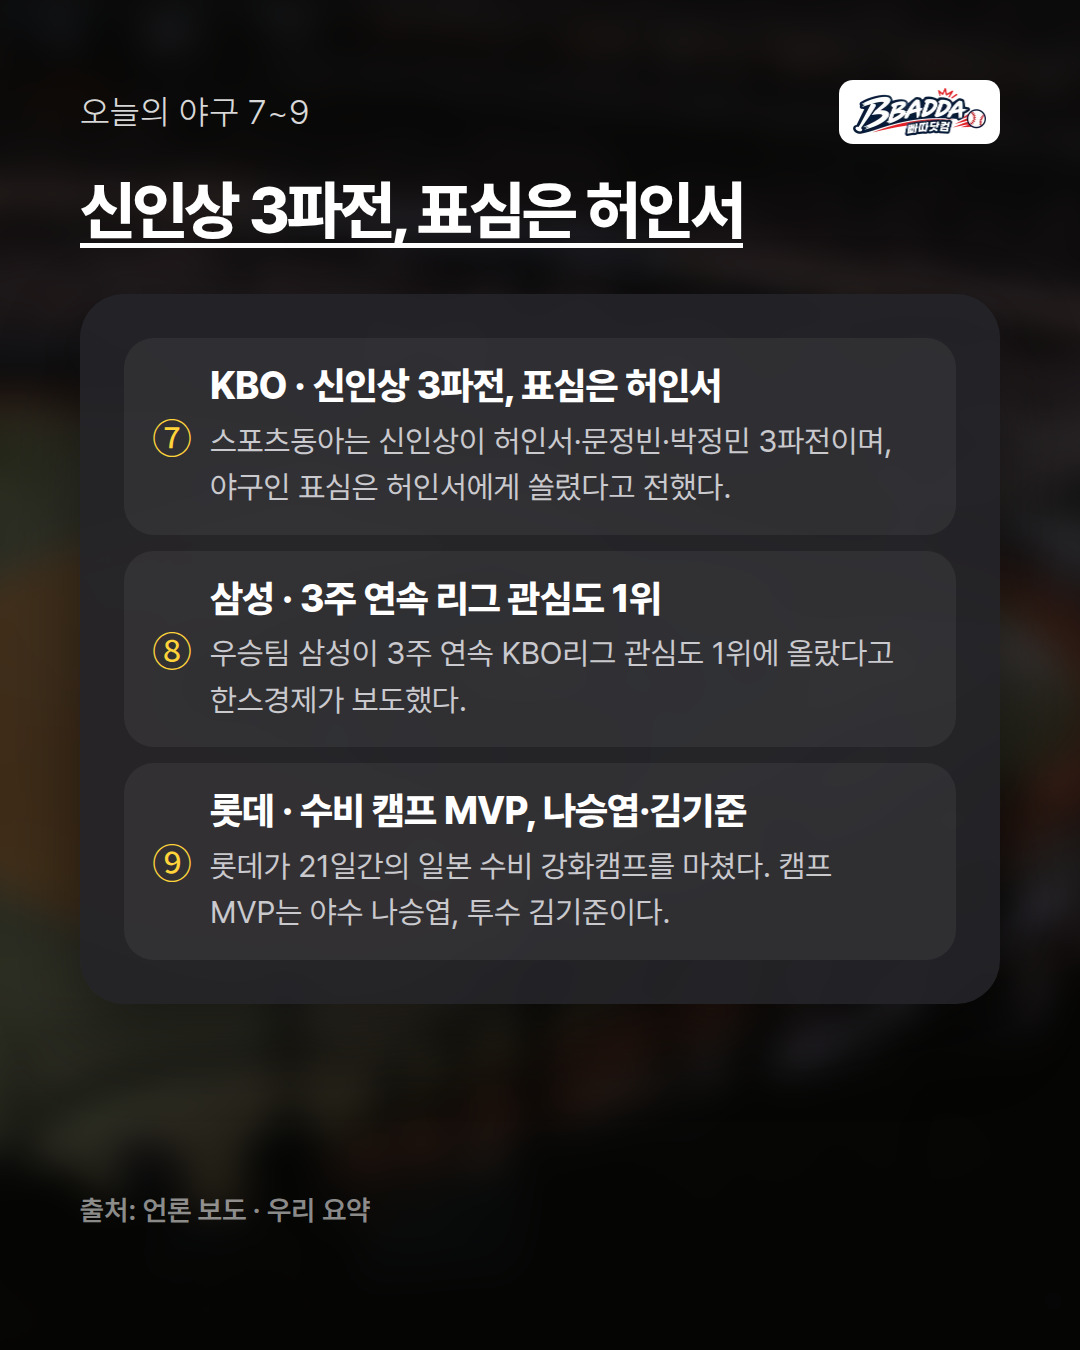 오늘의 야구 7~9
BBADDA
빠따닷컴
신인상 3파전, 표심은 허인서
KBO · 신인상 3파전, 표심은 허인서
⑦ 스포츠동아는 신인상이 허인서·문정빈·박정민 3파전이며,
야구인 표심은 허인서에게 쏠렸다고 전했다.
삼성 · 3주 연속 리그 관심도 1위
⑧ 우승팀 삼성이 3주 연속 KBO리그 관심도 1위에 올랐다고
한스경제가 보도했다.
롯데 · 수비 캠프 MVP, 나승엽·김기준
⑨ 롯데가 21일간의 일본 수비 강화캠프를 마쳤다. 캠프
MVP는 야수 나승엽, 투수 김기준이다.
출처: 언론 보도 · 우리 요약